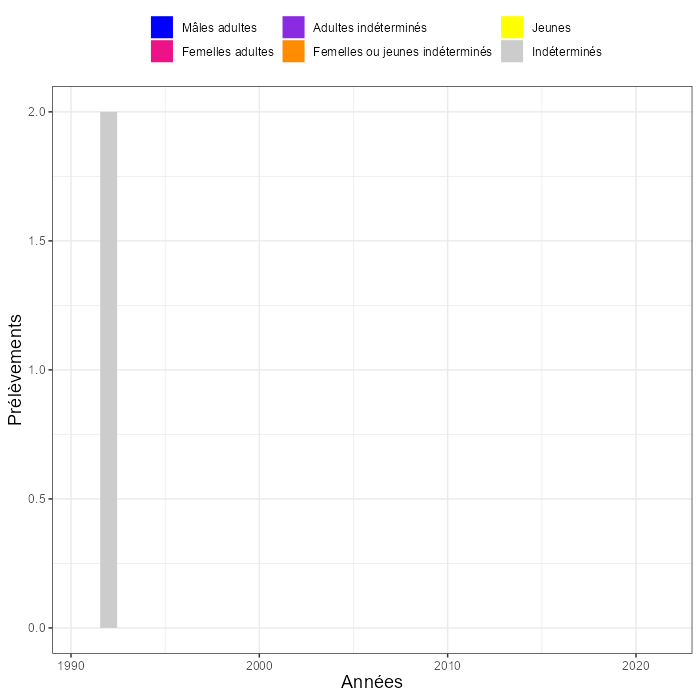 Mâles adultes Adultes indéterminés Jeunes
Femelles adultes Femelles ou jeunes indéterminés Indéterminés
2.0
1.5
1.0
0.5
0.0
Prélèvements
1990 2000 2010 2020
Années